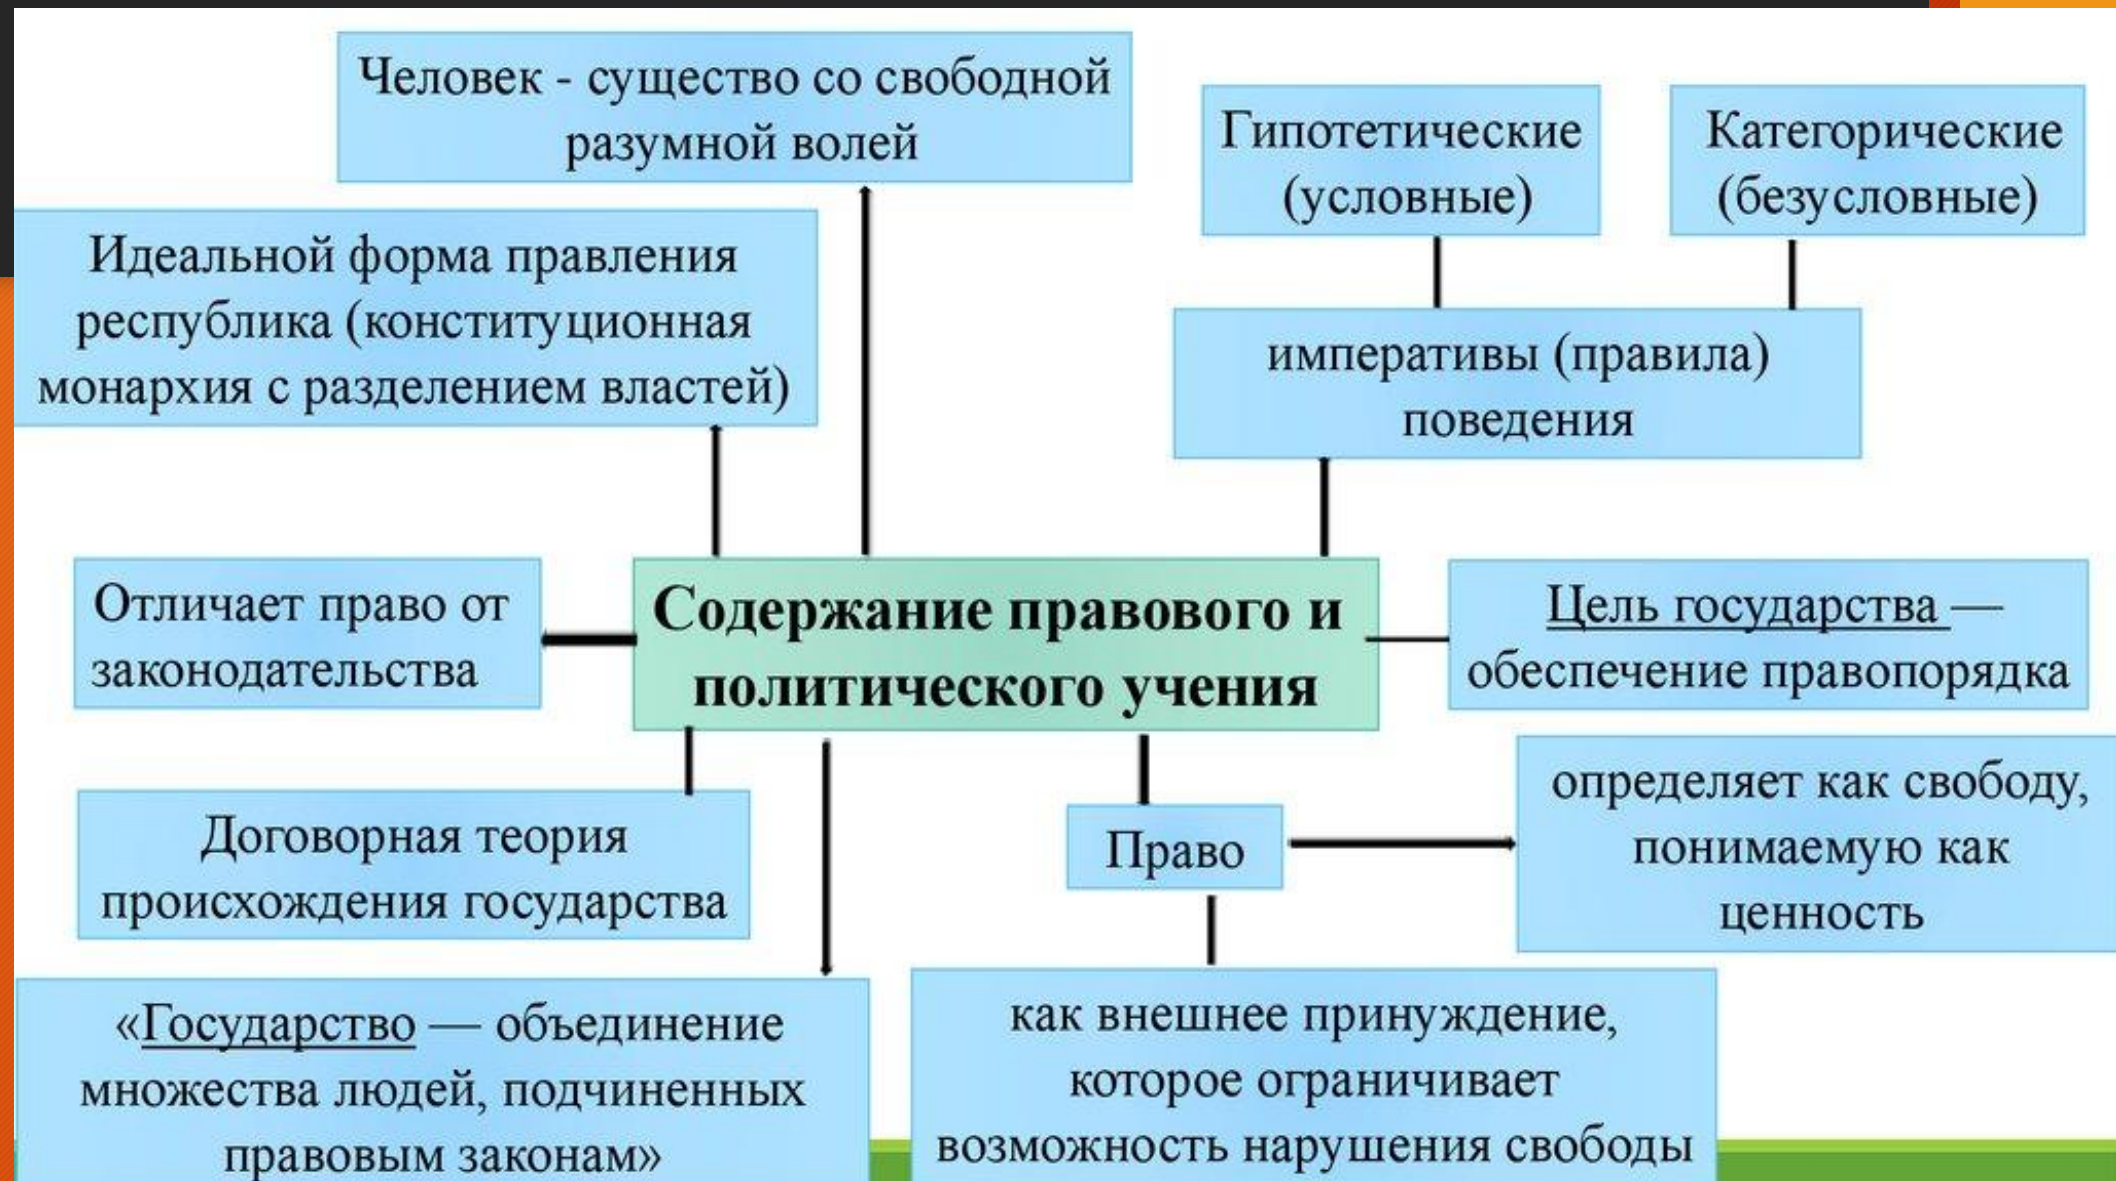 Человек - существо со свободной
разумной волей
Гипотетические
(условные)
Категорические
(безусловные)
Идеальной форма правления
республика (конституционная
монархия с разделением властей)
императивы (правила)
поведения
Отличает право от
законодательства
Содержание правового и
политического учения
Цель государства —
обеспечение правопорядка
Договорная теория
происхождения государства
Право
определяет как свободу,
понимаемую как
ценность
«Государство — объединение
множества людей, подчиненных
правовым законам»
как внешнее принуждение,
которое ограничивает
возможность нарушения свободы